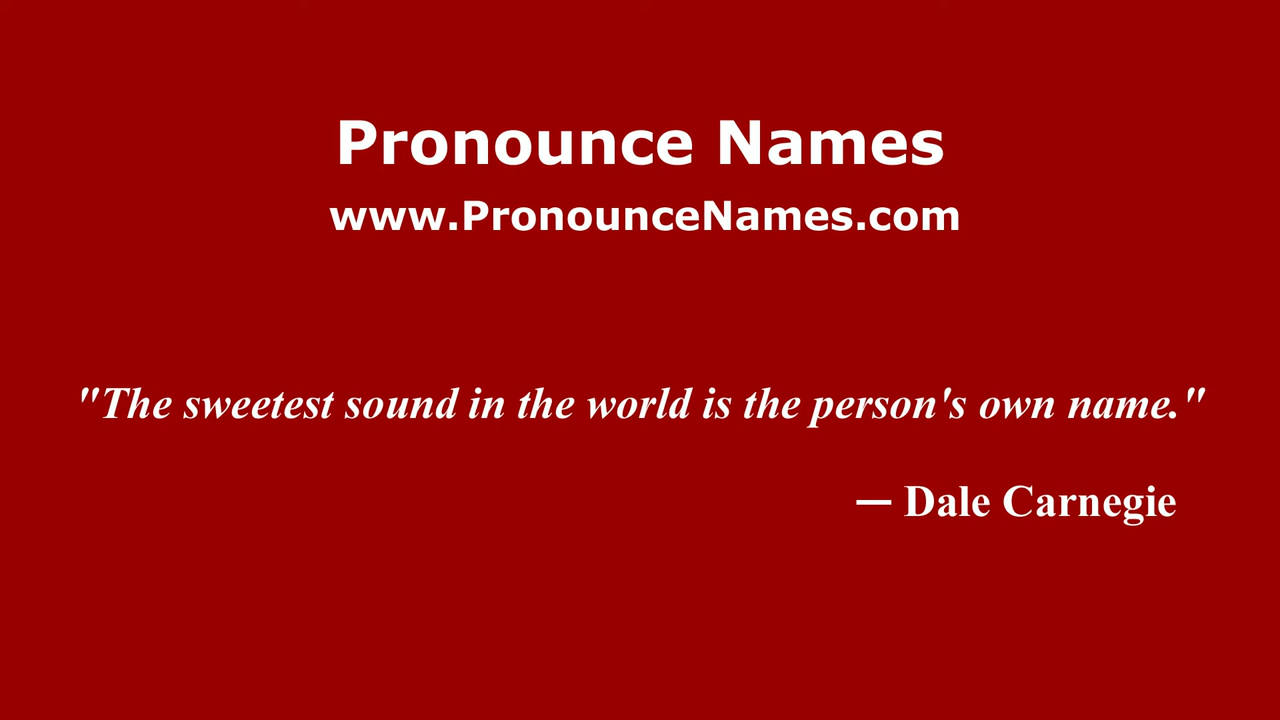 Pronounce Names
www.PronounceNames.com
"The sweetest sound in the world is the person's own name."
— Dale Carnegie